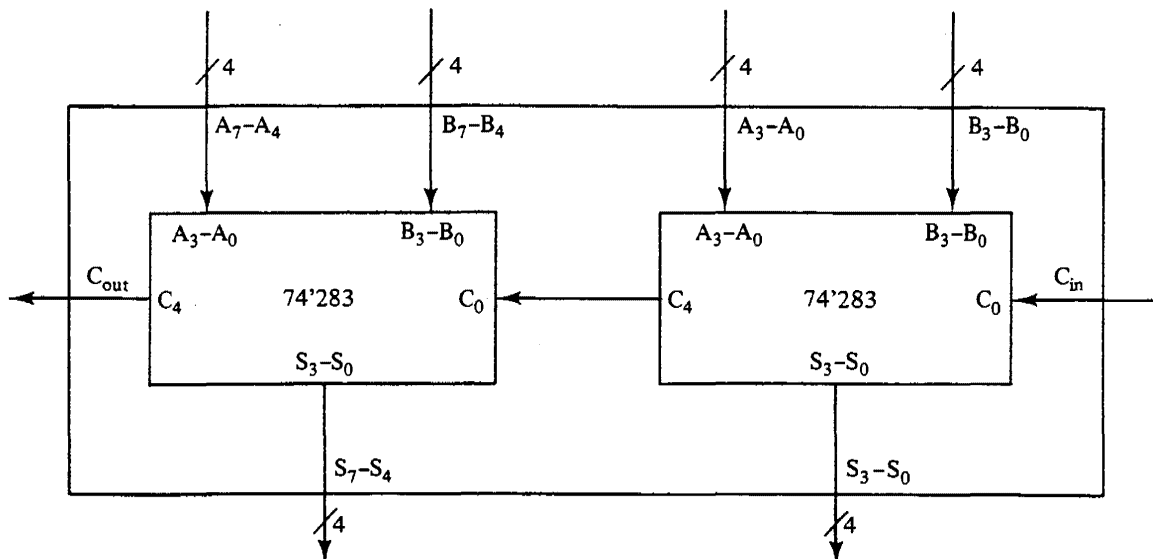 4 4 4 4
A₇–A₄ B₇–B₄ A₃–A₀ B₃–B₀
A₃–A₀ B₃–B₀ A₃–A₀ B₃–B₀
C_out C₄ 74'283 C₀ C₄ 74'283 C₀ C_in
S₃–S₀ S₃–S₀
S₇–S₄ S₃–S₀
4 4